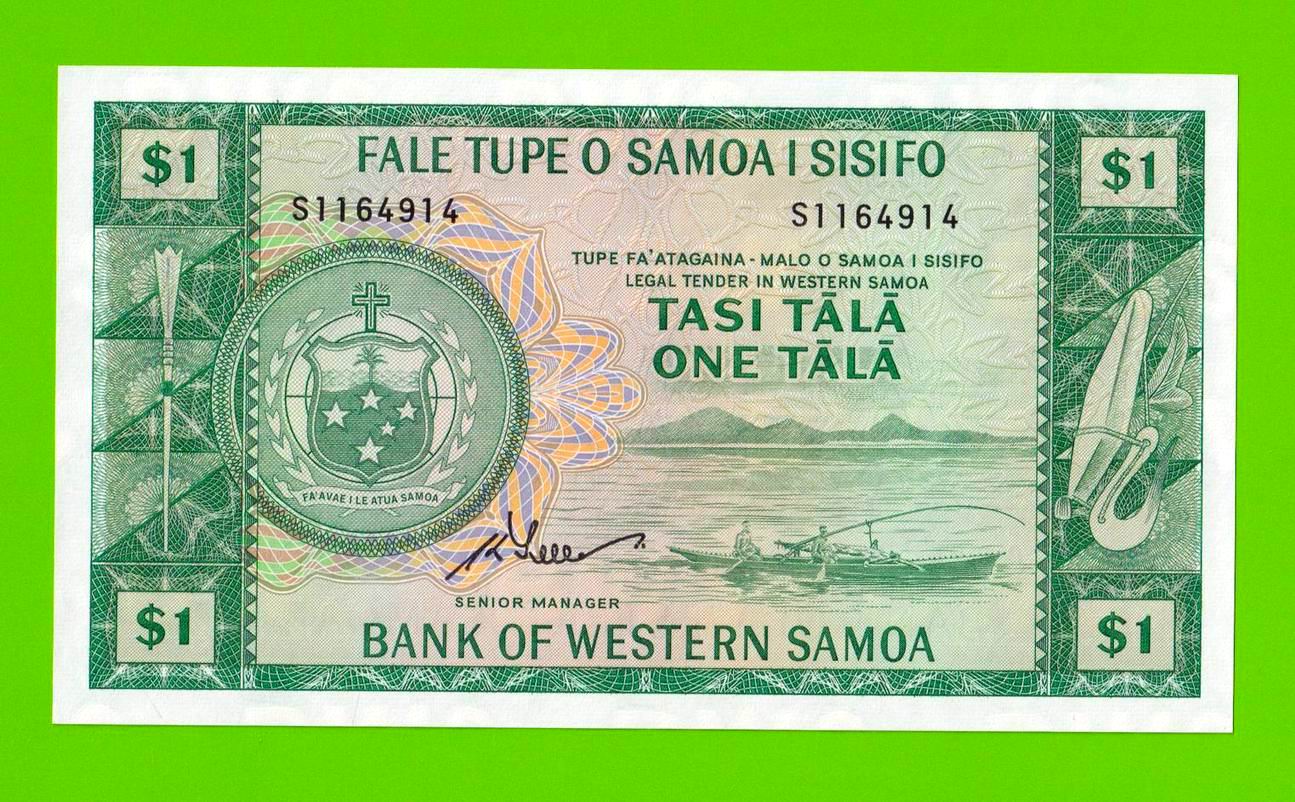 $1
FALE TUPE O SAMOA I SISIFO
$1
S1164914
S1164914
TUPE FA'ATAGAINA - MALO O SAMOA I SISIFO
LEGAL TENDER IN WESTERN SAMOA
TASI TĀLĀ
ONE TĀLĀ
FA'AVAE I LE ATUA SAMOA
SENIOR MANAGER
$1
BANK OF WESTERN SAMOA
$1